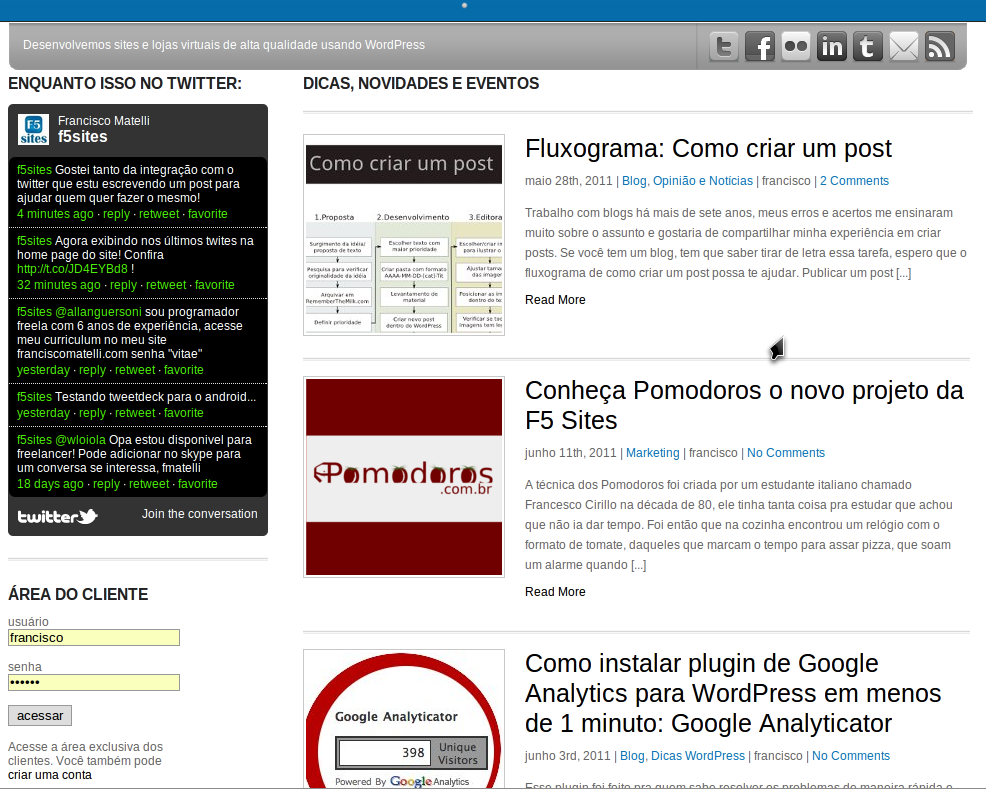 Desenvolvemos sites e lojas virtuais de alta qualidade usando WordPress
ENQUANTO ISSO NO TWITTER:
F5
sites
Francisco Matelli
f5sites
f5sites Gostei tanto da integração com o
twitter que estu escrevendo um post para
ajudar quem quer fazer o mesmo!
4 minutes ago · reply · retweet · favorite
f5sites Agora exibindo nos últimos twites na
home page do site! Confira
http://t.co/JD4EYBd8 !
32 minutes ago · reply · retweet · favorite
f5sites @allanguersoni sou programador
freela com 6 anos de experiência, acesse
meu curriculum no meu site
franciscomatelli.com senha "vitae"
yesterday · reply · retweet · favorite
f5sites Testando tweetdeck para o android...
yesterday · reply · retweet · favorite
f5sites @wloiola Opa estou disponivel para
freelancer! Pode adicionar no skype para
um conversa se interessa, fmatelli
18 days ago · reply · retweet · favorite
twitter
Join the conversation
ÁREA DO CLIENTE
usuário
francisco
senha
••••••
acessar
Acesse a área exclusiva dos
clientes. Você também pode
criar uma conta
DICAS, NOVIDADES E EVENTOS
Como criar um post
1.Proposta 2.Desenvolvimento 3.Editora
Surgimento da idéia/
proposta de texto
Pesquisa para verificar
originalidade da idéia
Arquivar em
RememberTheMilk.com
Definir prioridade
Escolher texto com
maior prioridade
Criar pasta com formato
AAAA-MM-DD-(cat)-Tit
Levantamento de
material
Criar novo post
dentro do WordPress
Escolher/criar in
para ilustrar o
Ajustar tama
das imagen
Posicionar as im
dentro do te
Verificar se to
imagens tem le
Fluxograma: Como criar um post
maio 28th, 2011 | Blog, Opinião e Notícias | francisco | 2 Comments
Trabalho com blogs há mais de sete anos, meus erros e acertos me ensinaram
muito sobre o assunto e gostaria de compartilhar minha experiência em criar
posts. Se você tem um blog, tem que saber tirar de letra essa tarefa, espero que o
fluxograma de como criar um post possa te ajudar. Publicar um post [...]
Read More
Pomodoros
.com.br
Conheça Pomodoros o novo projeto da
F5 Sites
junho 11th, 2011 | Marketing | francisco | No Comments
A técnica dos Pomodoros foi criada por um estudante italiano chamado
Francesco Cirillo na década de 80, ele tinha tanta coisa pra estudar que achou
que não ia dar tempo. Foi então que na cozinha encontrou um relógio com o
formato de tomate, daqueles que marcam o tempo para assar pizza, que soam
um alarme quando [...]
Read More
Google Analyticator
398 Unique
Visitors
Powered By Google Analytics
Como instalar plugin de Google
Analytics para WordPress em menos
de 1 minuto: Google Analyticator
junho 3rd, 2011 | Blog, Dicas WordPress | francisco | No Comments
Esse plugin foi feito pra quem sabe resolver os problemas de maneira rápida e